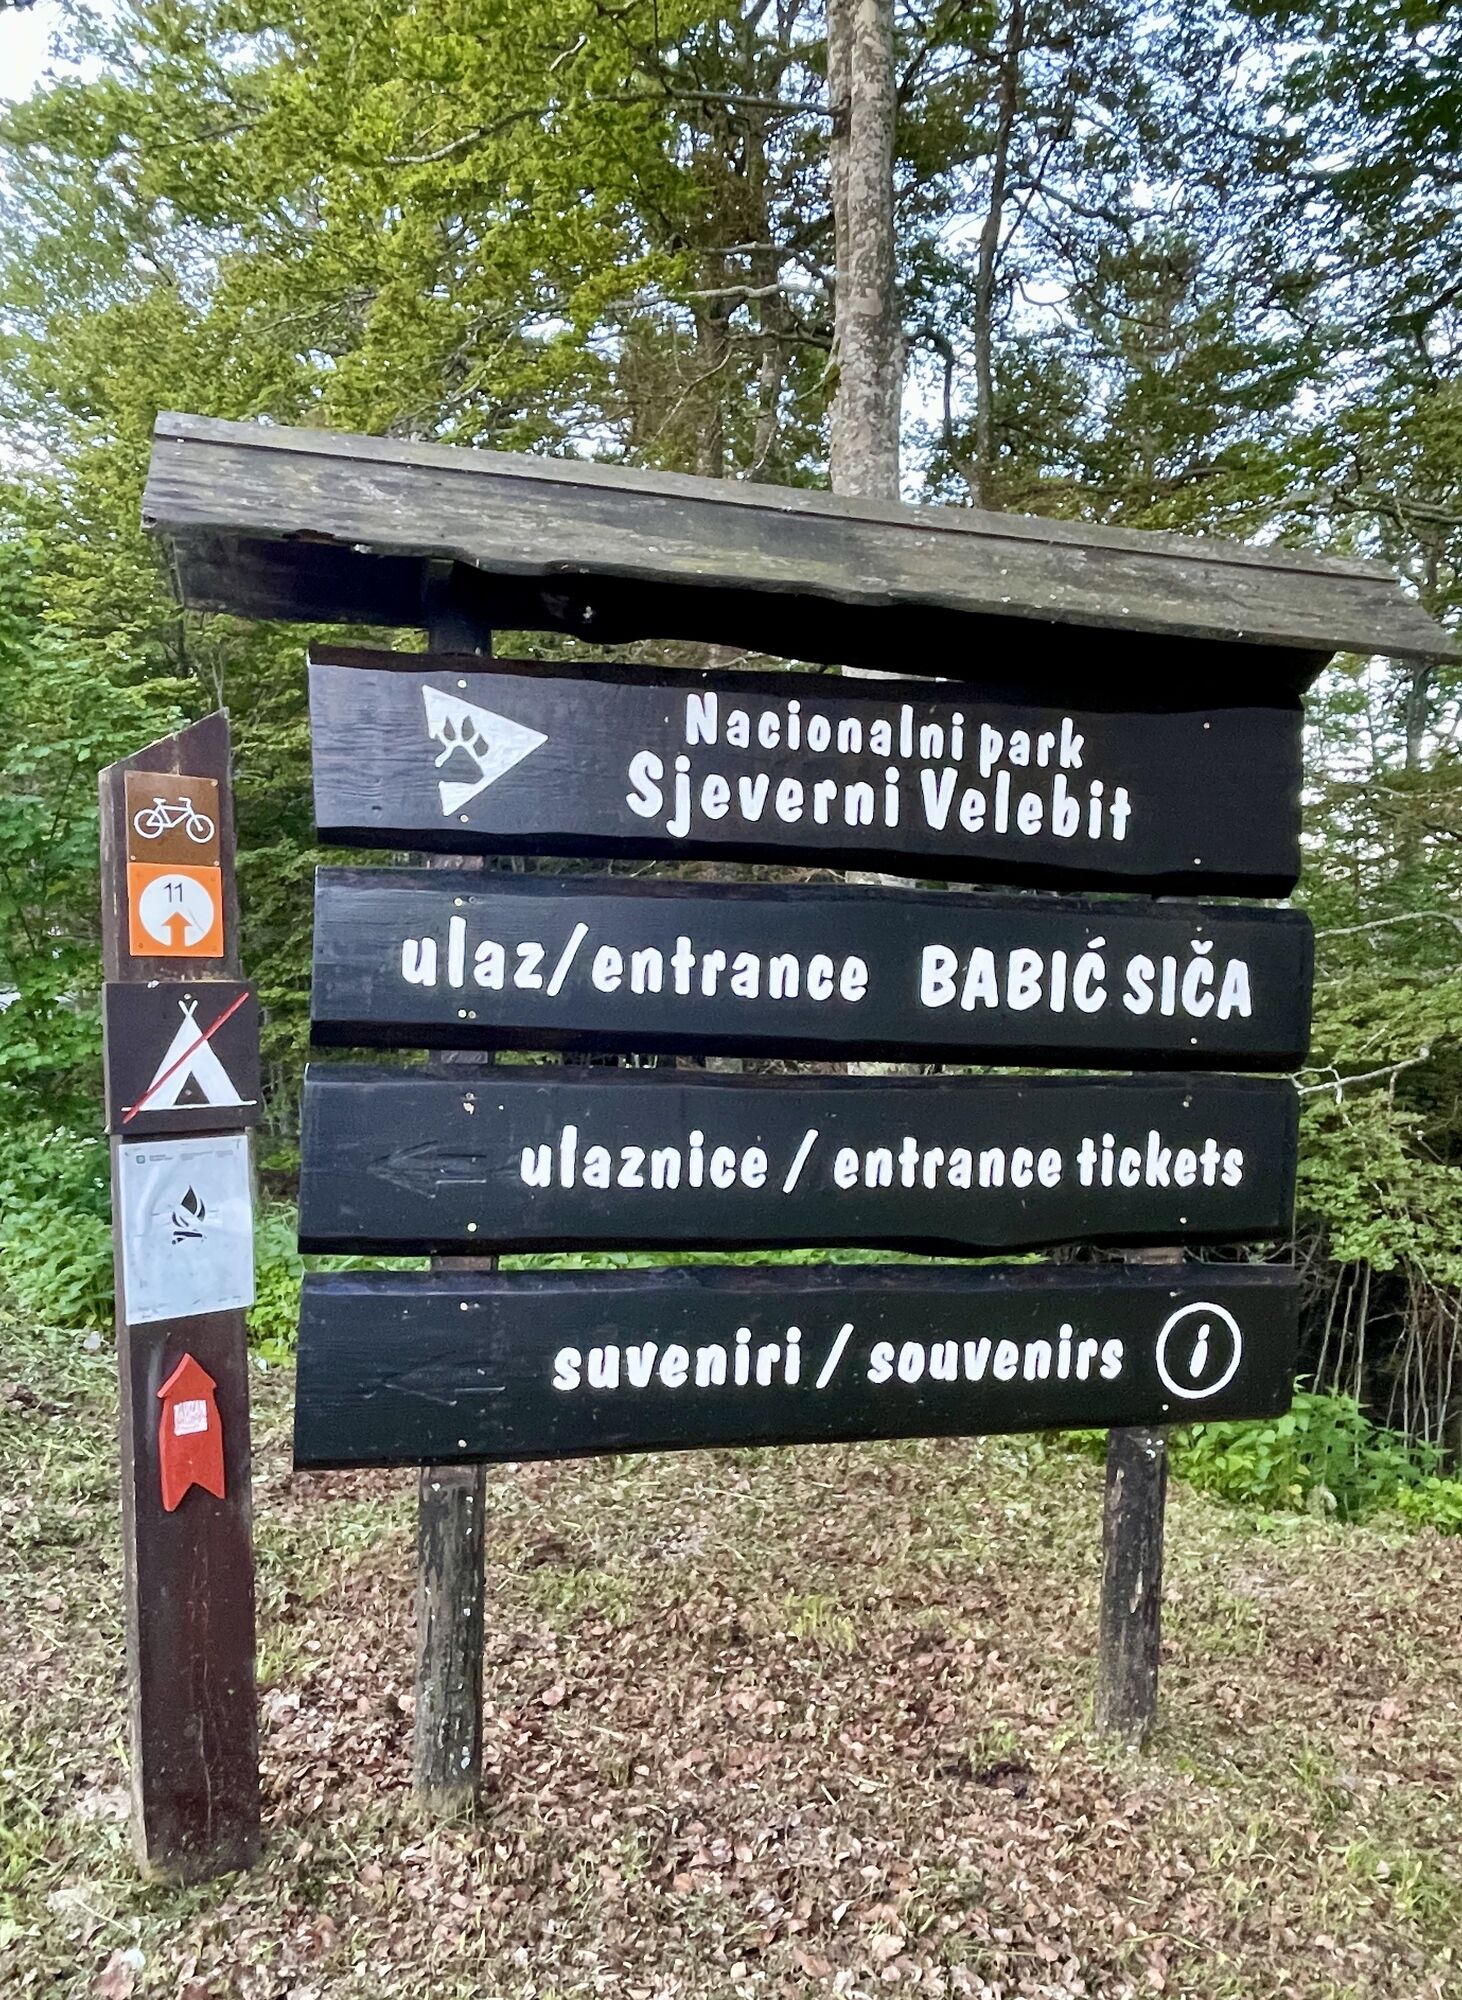 Nacionalni park
Sjeverni Velebit
ulaz/entrance BABIĆ SIČA
ulaznice / entrance tickets
suveniri / souvenirs i
11